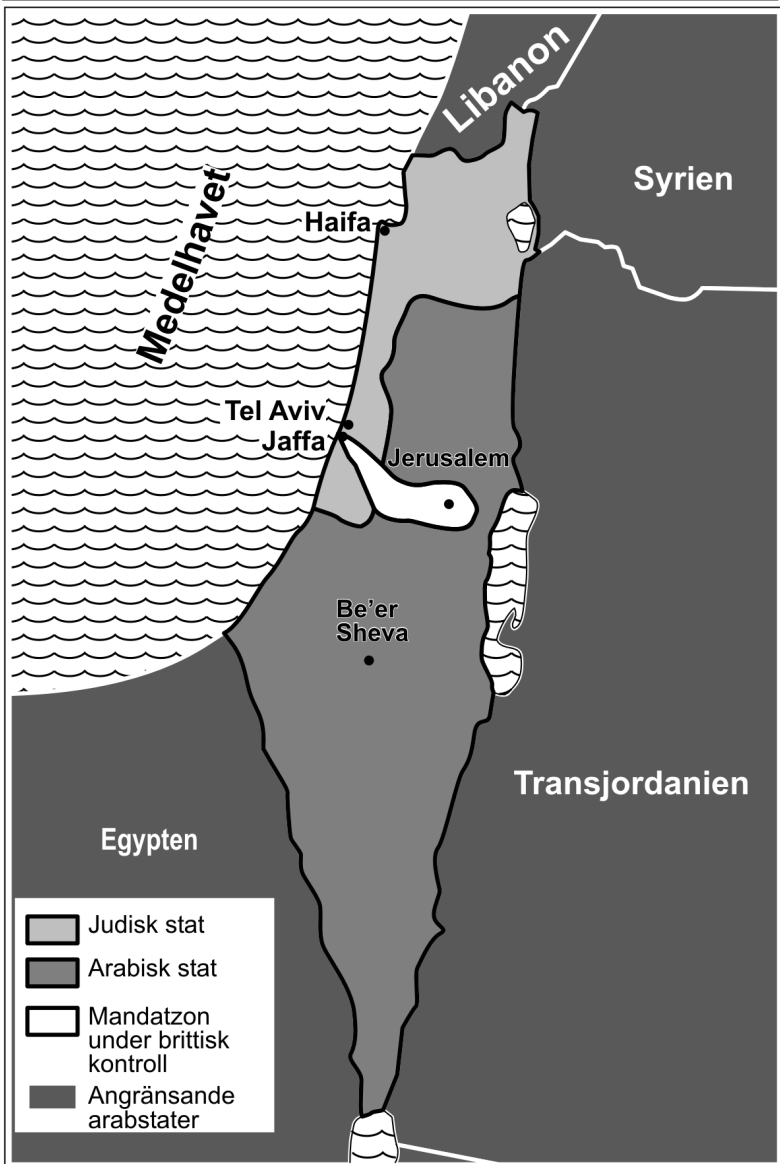 Libanon
Syrien
Medelhavet
Haifa
Tel Aviv
Jaffa
Jerusalem
Be’er
Sheva
Transjordanien
Egypten
Judisk stat
Arabisk stat
Mandatzon
under brittisk
kontroll
Angränsande
arabstater